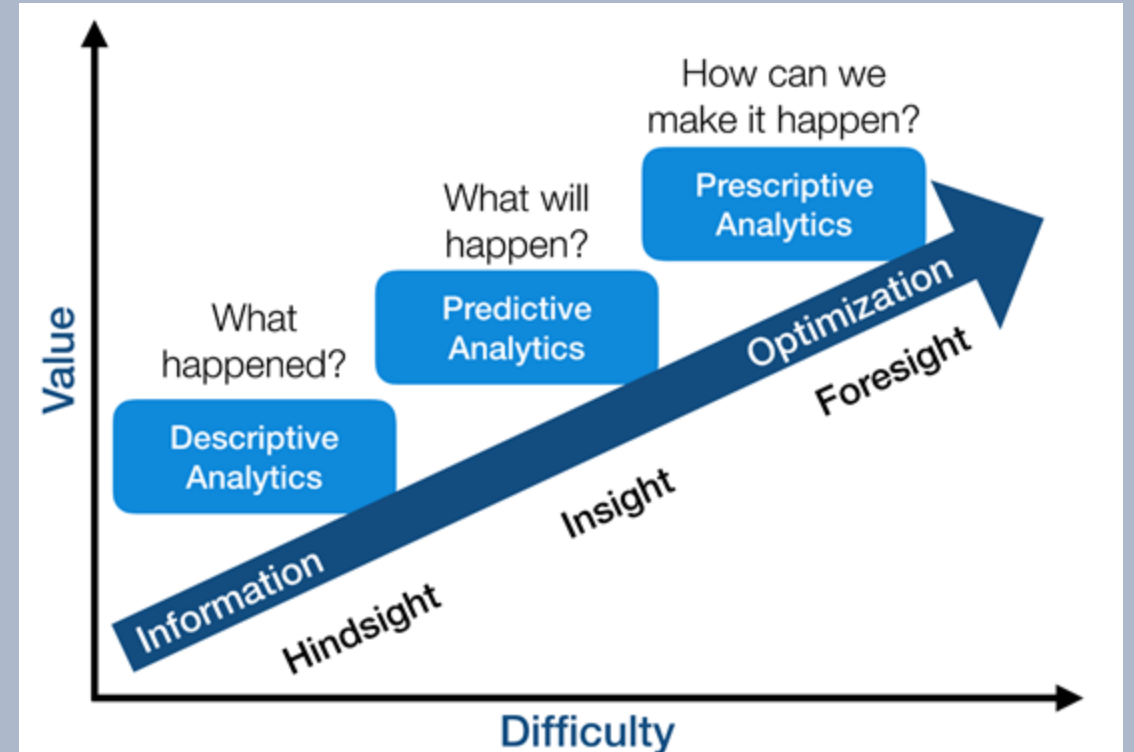 How can we
make it happen?
Prescriptive
Analytics
What will
happen?
Predictive
Analytics
What
happened?
Descriptive
Analytics
Value
Information
Optimization
Hindsight
Insight
Foresight
Difficulty